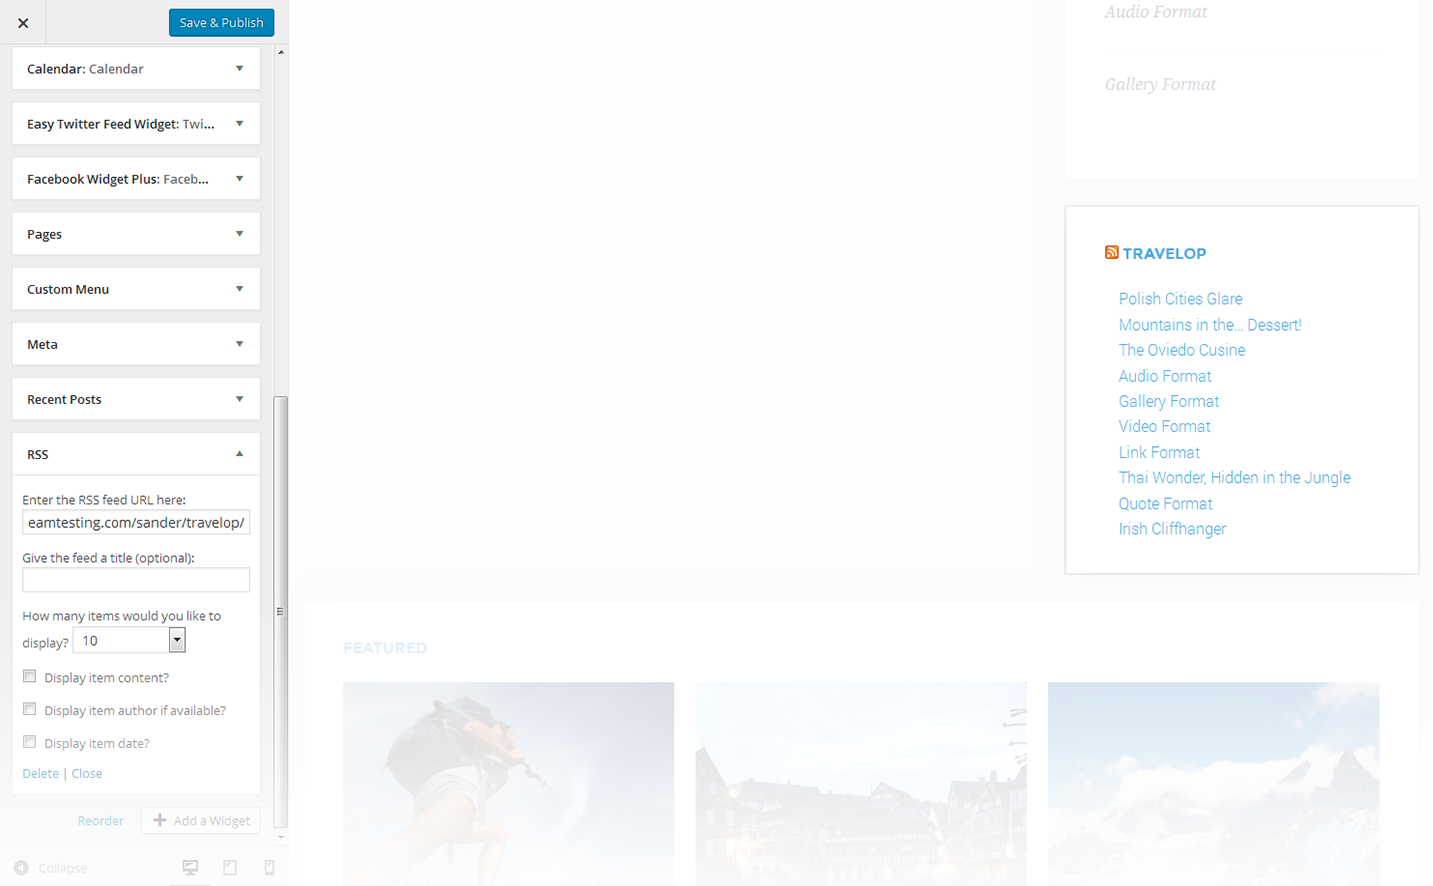 Save & Publish
Calendar: Calendar
Easy Twitter Feed Widget: Twi...
Facebook Widget Plus: Faceb...
Pages
Custom Menu
Meta
Recent Posts
RSS
Enter the RSS feed URL here:
eamtesting.com/sander/travelop/
Give the feed a title (optional):
How many items would you like to
display? 10
Display item content?
Display item author if available?
Display item date?
Delete | Close
Reorder
Add a Widget
Collapse
Audio Format
Gallery Format
TRAVELOP
Polish Cities Glare
Mountains in the... Dessert!
The Oviedo Cusine
Audio Format
Gallery Format
Video Format
Link Format
Thai Wonder, Hidden in the Jungle
Quote Format
Irish Cliffhanger
FEATURED